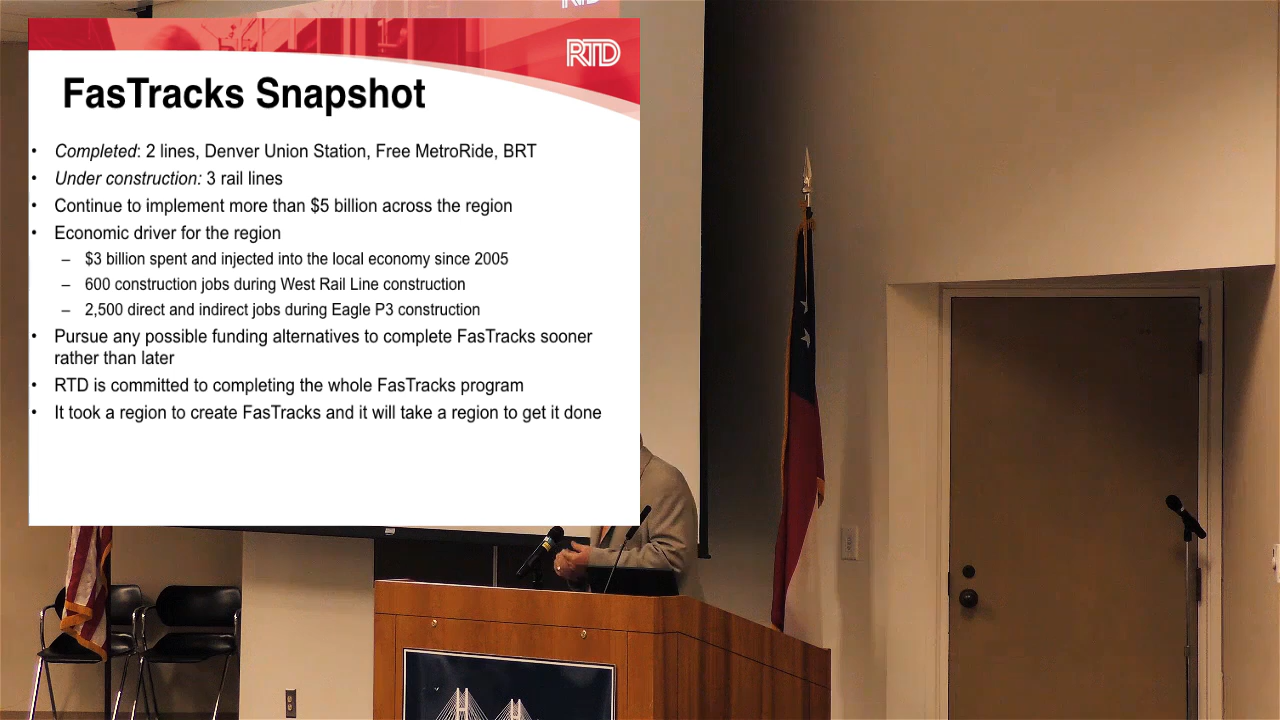 RTD
FasTracks Snapshot
• Completed: 2 lines, Denver Union Station, Free MetroRide, BRT
• Under construction: 3 rail lines
• Continue to implement more than $5 billion across the region
• Economic driver for the region
– $3 billion spent and injected into the local economy since 2005
– 600 construction jobs during West Rail Line construction
– 2,500 direct and indirect jobs during Eagle P3 construction
• Pursue any possible funding alternatives to complete FasTracks sooner
rather than later
• RTD is committed to completing the whole FasTracks program
• It took a region to create FasTracks and it will take a region to get it done